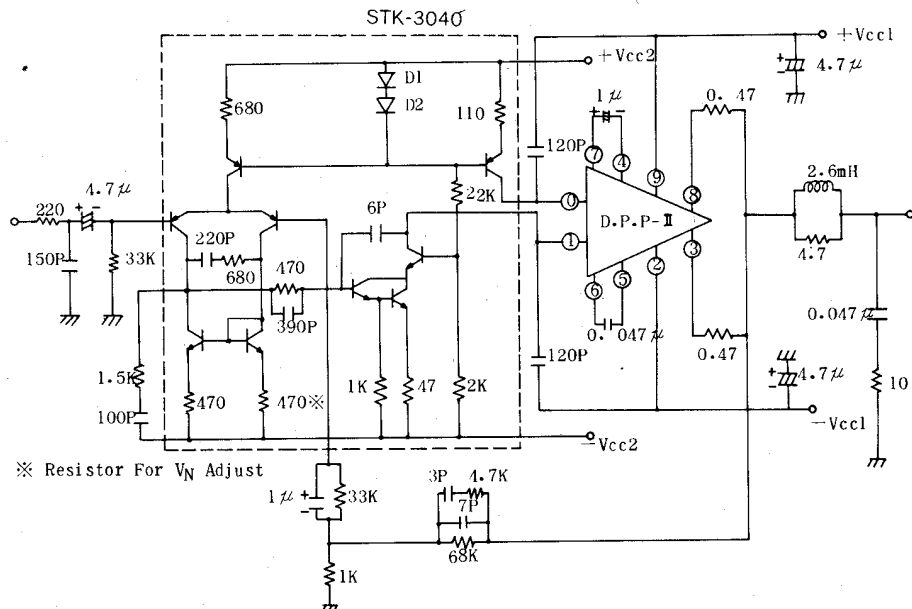 STK-3040
+Vcc1
+Vcc2
4.7μ
D1
D2
680
110
1μ
0.47
120P
7
4
9
8
22K
2.6mH
4.7μ
0
D.P.P-II
6P
220
220P
1
4.7
150P
33K
680
470
6
5
2
3
390P
0.047μ
0.047μ
0.47
120P
1.5K
1K
47
2K
4.7μ
10
470
470※
100P
-Vcc1
-Vcc2
※ Resistor For VN Adjust
3P
4.7K
1μ
33K
7P
68K
1K